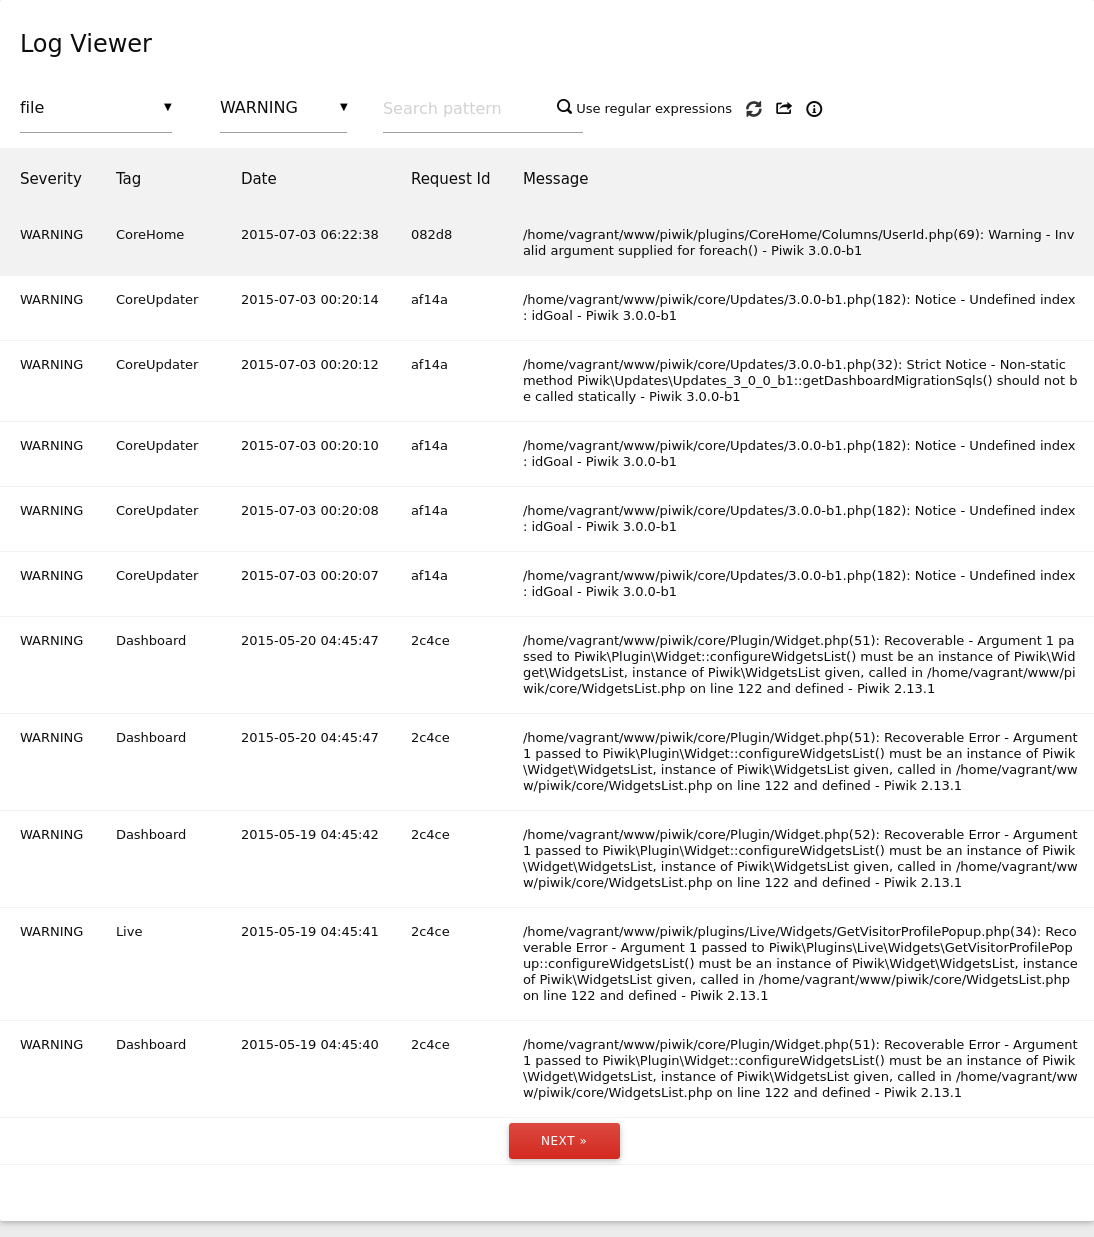 Log Viewer
file ▼ WARNING ▼ Search pattern Use regular expressions
Severity Tag Date Request Id Message
WARNING CoreHome 2015-07-03 06:22:38 082d8 /home/vagrant/www/piwik/plugins/CoreHome/Columns/UserId.php(69): Warning - Inv
alid argument supplied for foreach() - Piwik 3.0.0-b1
WARNING CoreUpdater 2015-07-03 00:20:14 af14a /home/vagrant/www/piwik/core/Updates/3.0.0-b1.php(182): Notice - Undefined index
: idGoal - Piwik 3.0.0-b1
WARNING CoreUpdater 2015-07-03 00:20:12 af14a /home/vagrant/www/piwik/core/Updates/3.0.0-b1.php(32): Strict Notice - Non-static
method Piwik\Updates\Updates_3_0_0_b1::getDashboardMigrationSqls() should not b
e called statically - Piwik 3.0.0-b1
WARNING CoreUpdater 2015-07-03 00:20:10 af14a /home/vagrant/www/piwik/core/Updates/3.0.0-b1.php(182): Notice - Undefined index
: idGoal - Piwik 3.0.0-b1
WARNING CoreUpdater 2015-07-03 00:20:08 af14a /home/vagrant/www/piwik/core/Updates/3.0.0-b1.php(182): Notice - Undefined index
: idGoal - Piwik 3.0.0-b1
WARNING CoreUpdater 2015-07-03 00:20:07 af14a /home/vagrant/www/piwik/core/Updates/3.0.0-b1.php(182): Notice - Undefined index
: idGoal - Piwik 3.0.0-b1
WARNING Dashboard 2015-05-20 04:45:47 2c4ce /home/vagrant/www/piwik/core/Plugin/Widget.php(51): Recoverable - Argument 1 pa
ssed to Piwik\Plugin\Widget::configureWidgetsList() must be an instance of Piwik\Wid
get\WidgetsList, instance of Piwik\WidgetsList given, called in /home/vagrant/www/pi
wik/core/WidgetsList.php on line 122 and defined - Piwik 2.13.1
WARNING Dashboard 2015-05-20 04:45:47 2c4ce /home/vagrant/www/piwik/core/Plugin/Widget.php(51): Recoverable Error - Argument
1 passed to Piwik\Plugin\Widget::configureWidgetsList() must be an instance of Piwik
\Widget\WidgetsList, instance of Piwik\WidgetsList given, called in /home/vagrant/ww
w/piwik/core/WidgetsList.php on line 122 and defined - Piwik 2.13.1
WARNING Dashboard 2015-05-19 04:45:42 2c4ce /home/vagrant/www/piwik/core/Plugin/Widget.php(52): Recoverable Error - Argument
1 passed to Piwik\Plugin\Widget::configureWidgetsList() must be an instance of Piwik
\Widget\WidgetsList, instance of Piwik\WidgetsList given, called in /home/vagrant/ww
w/piwik/core/WidgetsList.php on line 122 and defined - Piwik 2.13.1
WARNING Live 2015-05-19 04:45:41 2c4ce /home/vagrant/www/piwik/plugins/Live/Widgets/GetVisitorProfilePopup.php(34): Reco
verable Error - Argument 1 passed to Piwik\Plugins\Live\Widgets\GetVisitorProfilePop
up::configureWidgetsList() must be an instance of Piwik\Widget\WidgetsList, instance
of Piwik\WidgetsList given, called in /home/vagrant/www/piwik/core/WidgetsList.php
on line 122 and defined - Piwik 2.13.1
WARNING Dashboard 2015-05-19 04:45:40 2c4ce /home/vagrant/www/piwik/core/Plugin/Widget.php(51): Recoverable Error - Argument
1 passed to Piwik\Plugin\Widget::configureWidgetsList() must be an instance of Piwik
\Widget\WidgetsList, instance of Piwik\WidgetsList given, called in /home/vagrant/ww
w/piwik/core/WidgetsList.php on line 122 and defined - Piwik 2.13.1
NEXT »